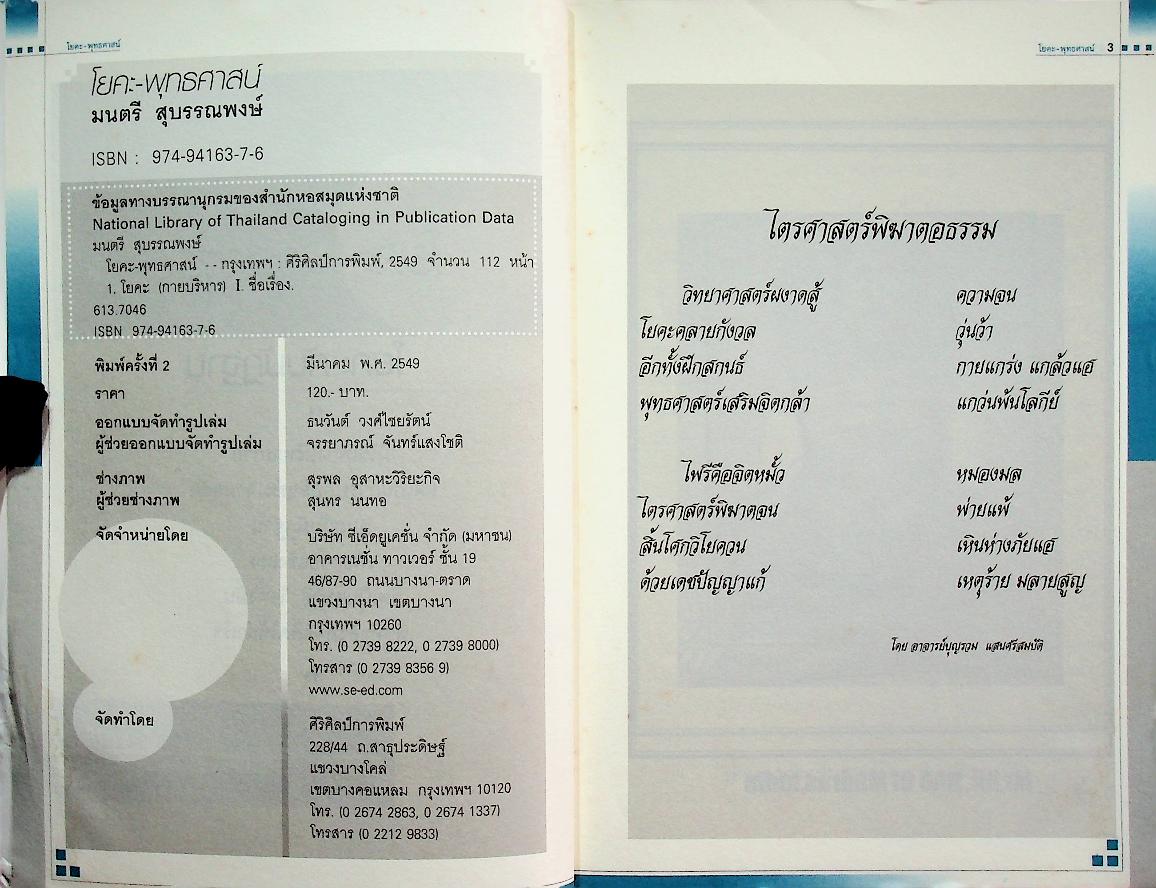 โยคะ-พุทธศาสน์
โยคะ-พุทธศาสน์
มนตรี สุบรรณพงษ์
ISBN : 974-94163-7-6
ข้อมูลทางบรรณานุกรมของสำนักหอสมุดแห่งชาติ
National Library of Thailand Cataloging in Publication Data
มนตรี สุบรรณพงษ์
โยคะ-พุทธศาสน์ -- กรุงเทพฯ : ศิริศิลป์การพิมพ์, 2549 จำนวน 112 หน้า
1. โยคะ (กายบริหาร) I. ชื่อเรื่อง.
613.7046
ISBN 974-94163-7-6
พิมพ์ครั้งที่ 2 มีนาคม พ.ศ. 2549
ราคา 120.- บาท.
ออกแบบจัดทำรูปเล่ม ธนวันต์ วงศ์ไชยรัตน์
ผู้ช่วยออกแบบจัดทำรูปเล่ม จรรยาภรณ์ จันทร์แสงโชติ
ช่างภาพ สุรพล อุสาหะวิริยะกิจ
ผู้ช่วยช่างภาพ สุนทร นนทอ
จัดจำหน่ายโดย บริษัท ซีเอ็ดยูเคชั่น จำกัด (มหาชน)
อาคารเนชั่น ทาวเวอร์ ชั้น 19
46/87-90 ถนนบางนา-ตราด
แขวงบางนา เขตบางนา
กรุงเทพฯ 10260
โทร. (0 2739 8222, 0 2739 8000)
โทรสาร (0 2739 8356 9)
www.se-ed.com
จัดทำโดย ศิริศิลป์การพิมพ์
228/44 ถ.สาธุประดิษฐ์
แขวงบางโคล่
เขตบางคอแหลม กรุงเทพฯ 10120
โทร. (0 2674 2863, 0 2674 1337)
โทรสาร (0 2212 9833)
โยคะ-พุทธศาสน์ 3
ไตรศาสตร์พิฆาตอธรรม
วิทยาศาสตร์ผงาดสู้ ความจน
โยคะคลายกังวล วุ่นว้า
อีกทั้งฝึกสกนธ์ กายแกร่ง แกล้วแฮ
พุทธศาสตร์เสริมจิตกล้า แกว่นพ้นโลกีย์
ไพรีคือจิตหมั้ว หมองมล
ไตรศาสตร์พิฆาตจน พ่ายแพ้
สิ้นโศกวิโยควน เหินห่างภัยแฮ
ด้วยเดชปัญญาแก้ เหตุร้าย มลายสูญ
โดย อาจารย์บุญรวม แสนศรีสมบัติ